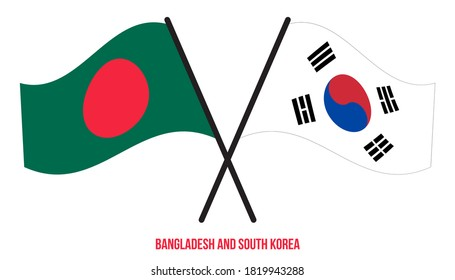 BANGLADESH AND SOUTH KOREA
shutterstock.com · 1819943288